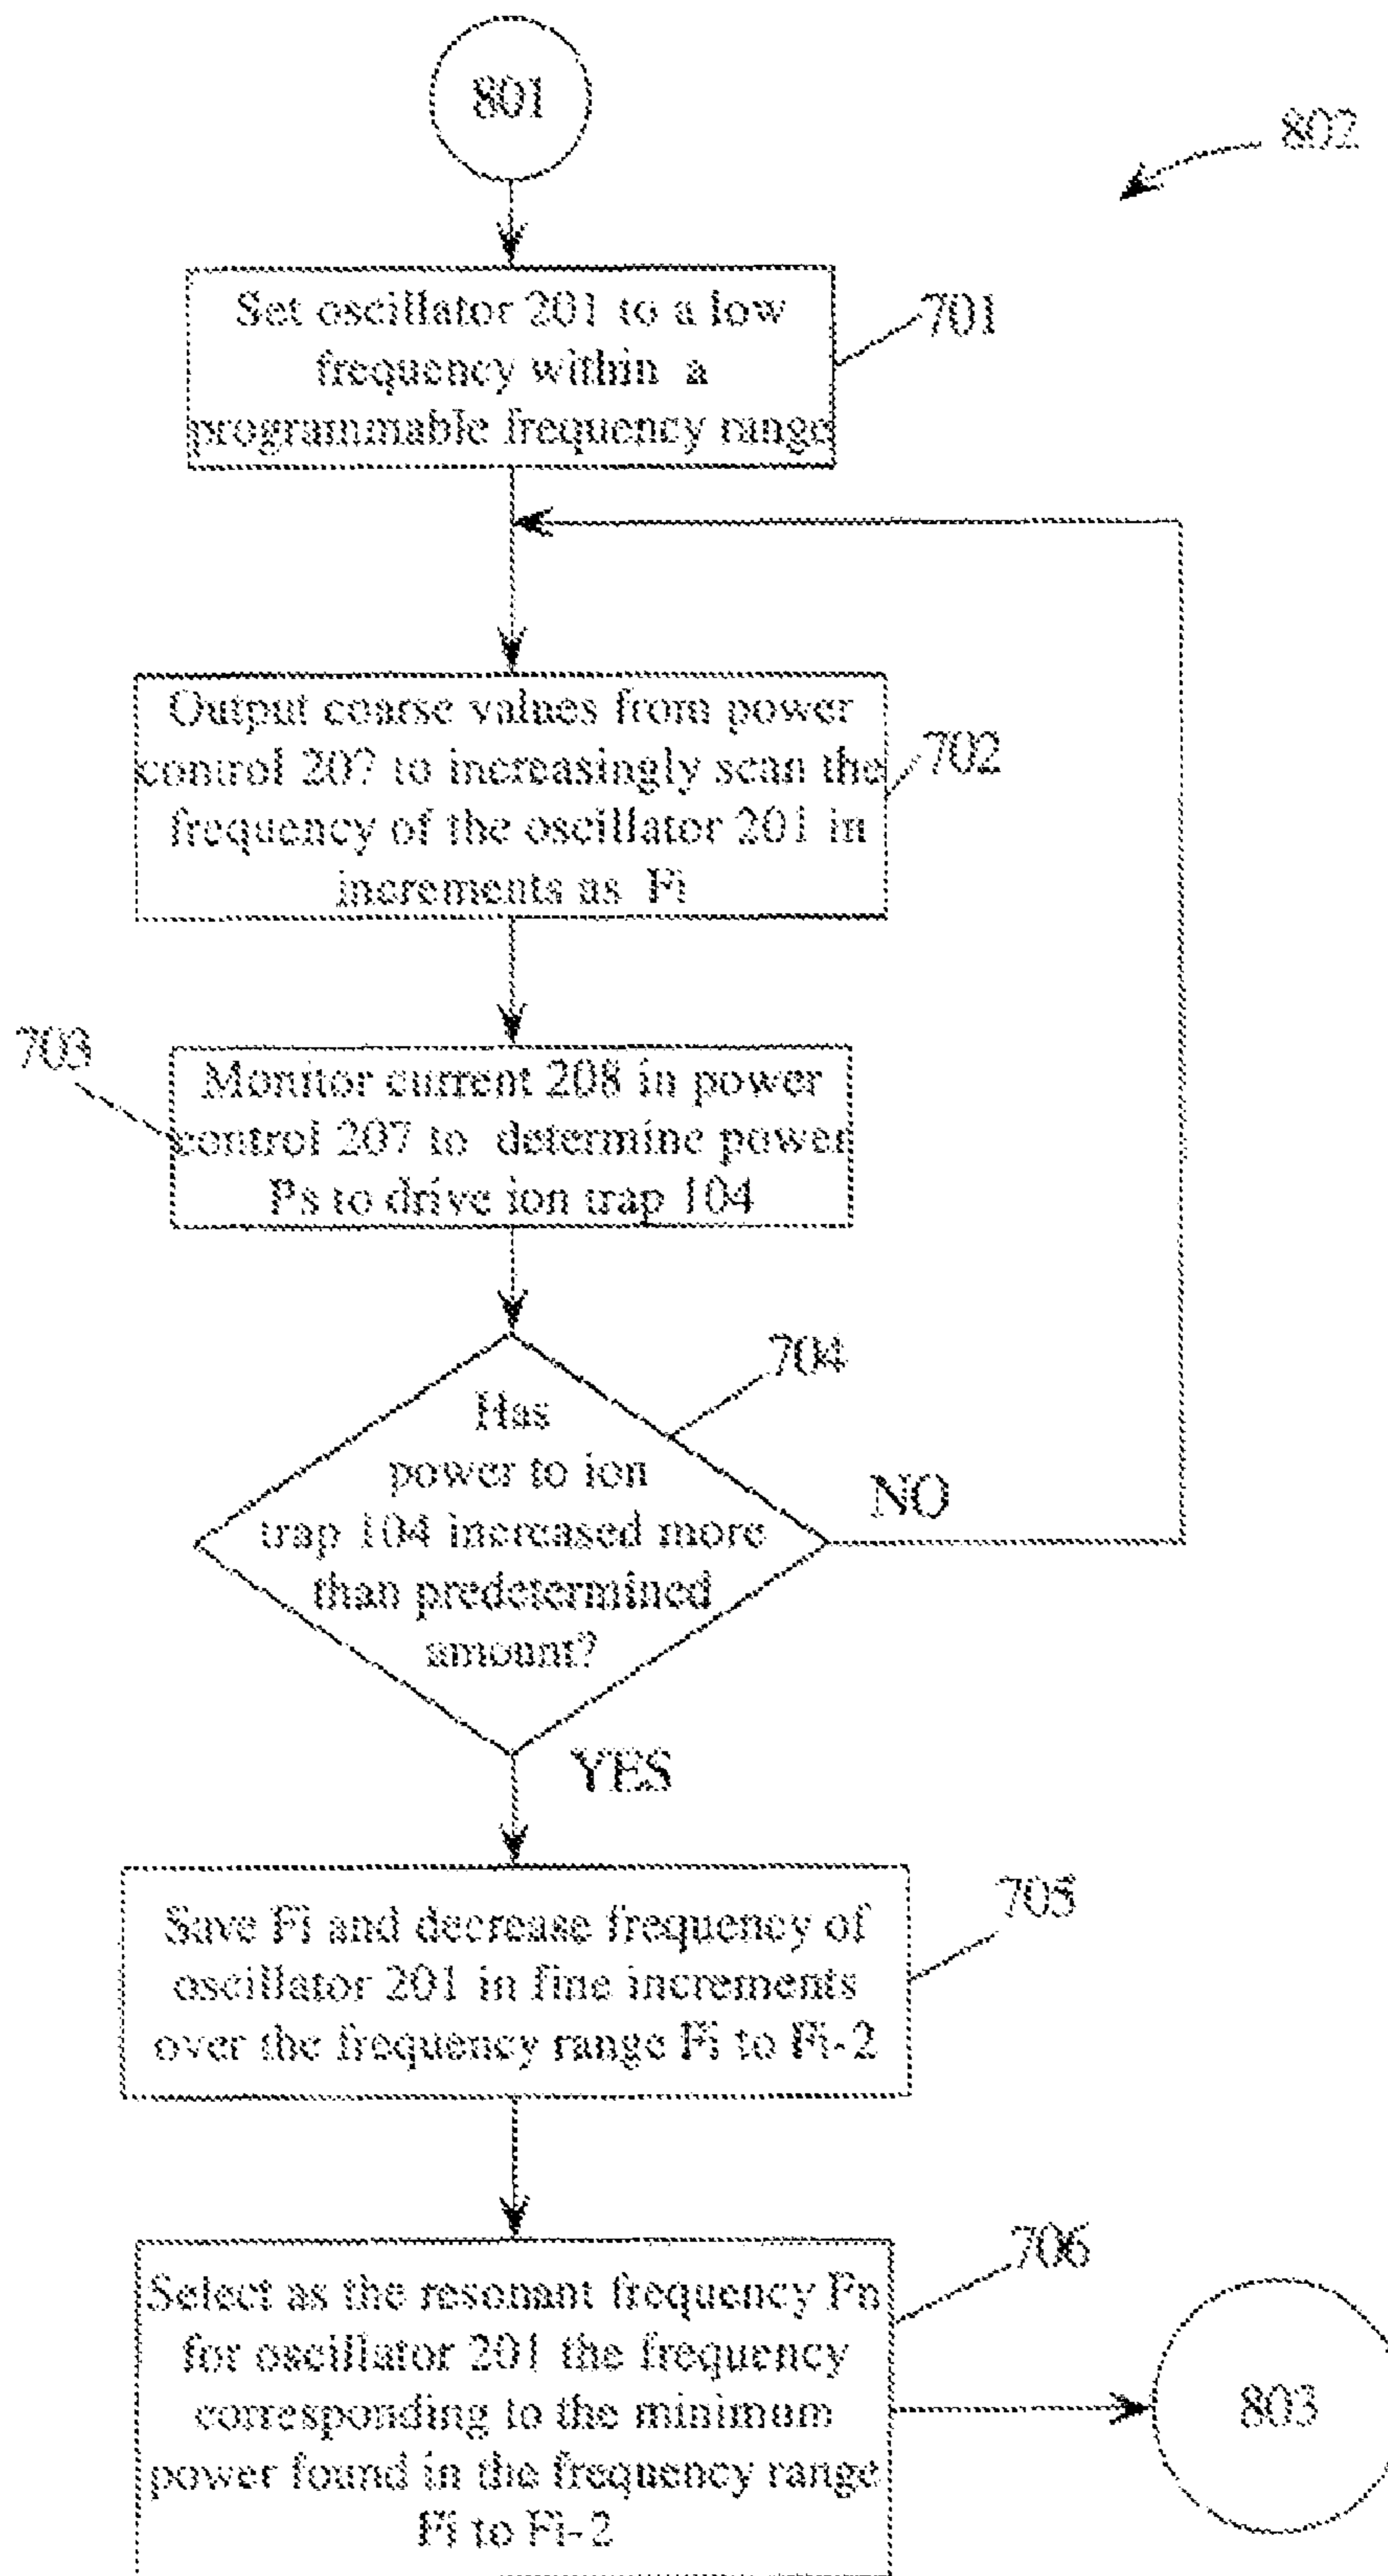 801
802
Set oscillator 201 to a low
frequency within a
programmable frequency range
701
Output coarse values from power
control 207 to increasingly scan the
frequency of the oscillator 201 in
increments as Fi
702
703
Monitor current 208 in power
control 207 to determine power
Ps to drive ion trap 104
704
Has
power to ion
trap 104 increased more
than predetermined
amount?
NO
YES
705
Save Fi and decrease frequency of
oscillator 201 in fine increments
over the frequency range Fi to Fi-2
706
Select as the resonant frequency Fn
for oscillator 201 the frequency
corresponding to the minimum
power found in the frequency range
Fi to Fi-2
803